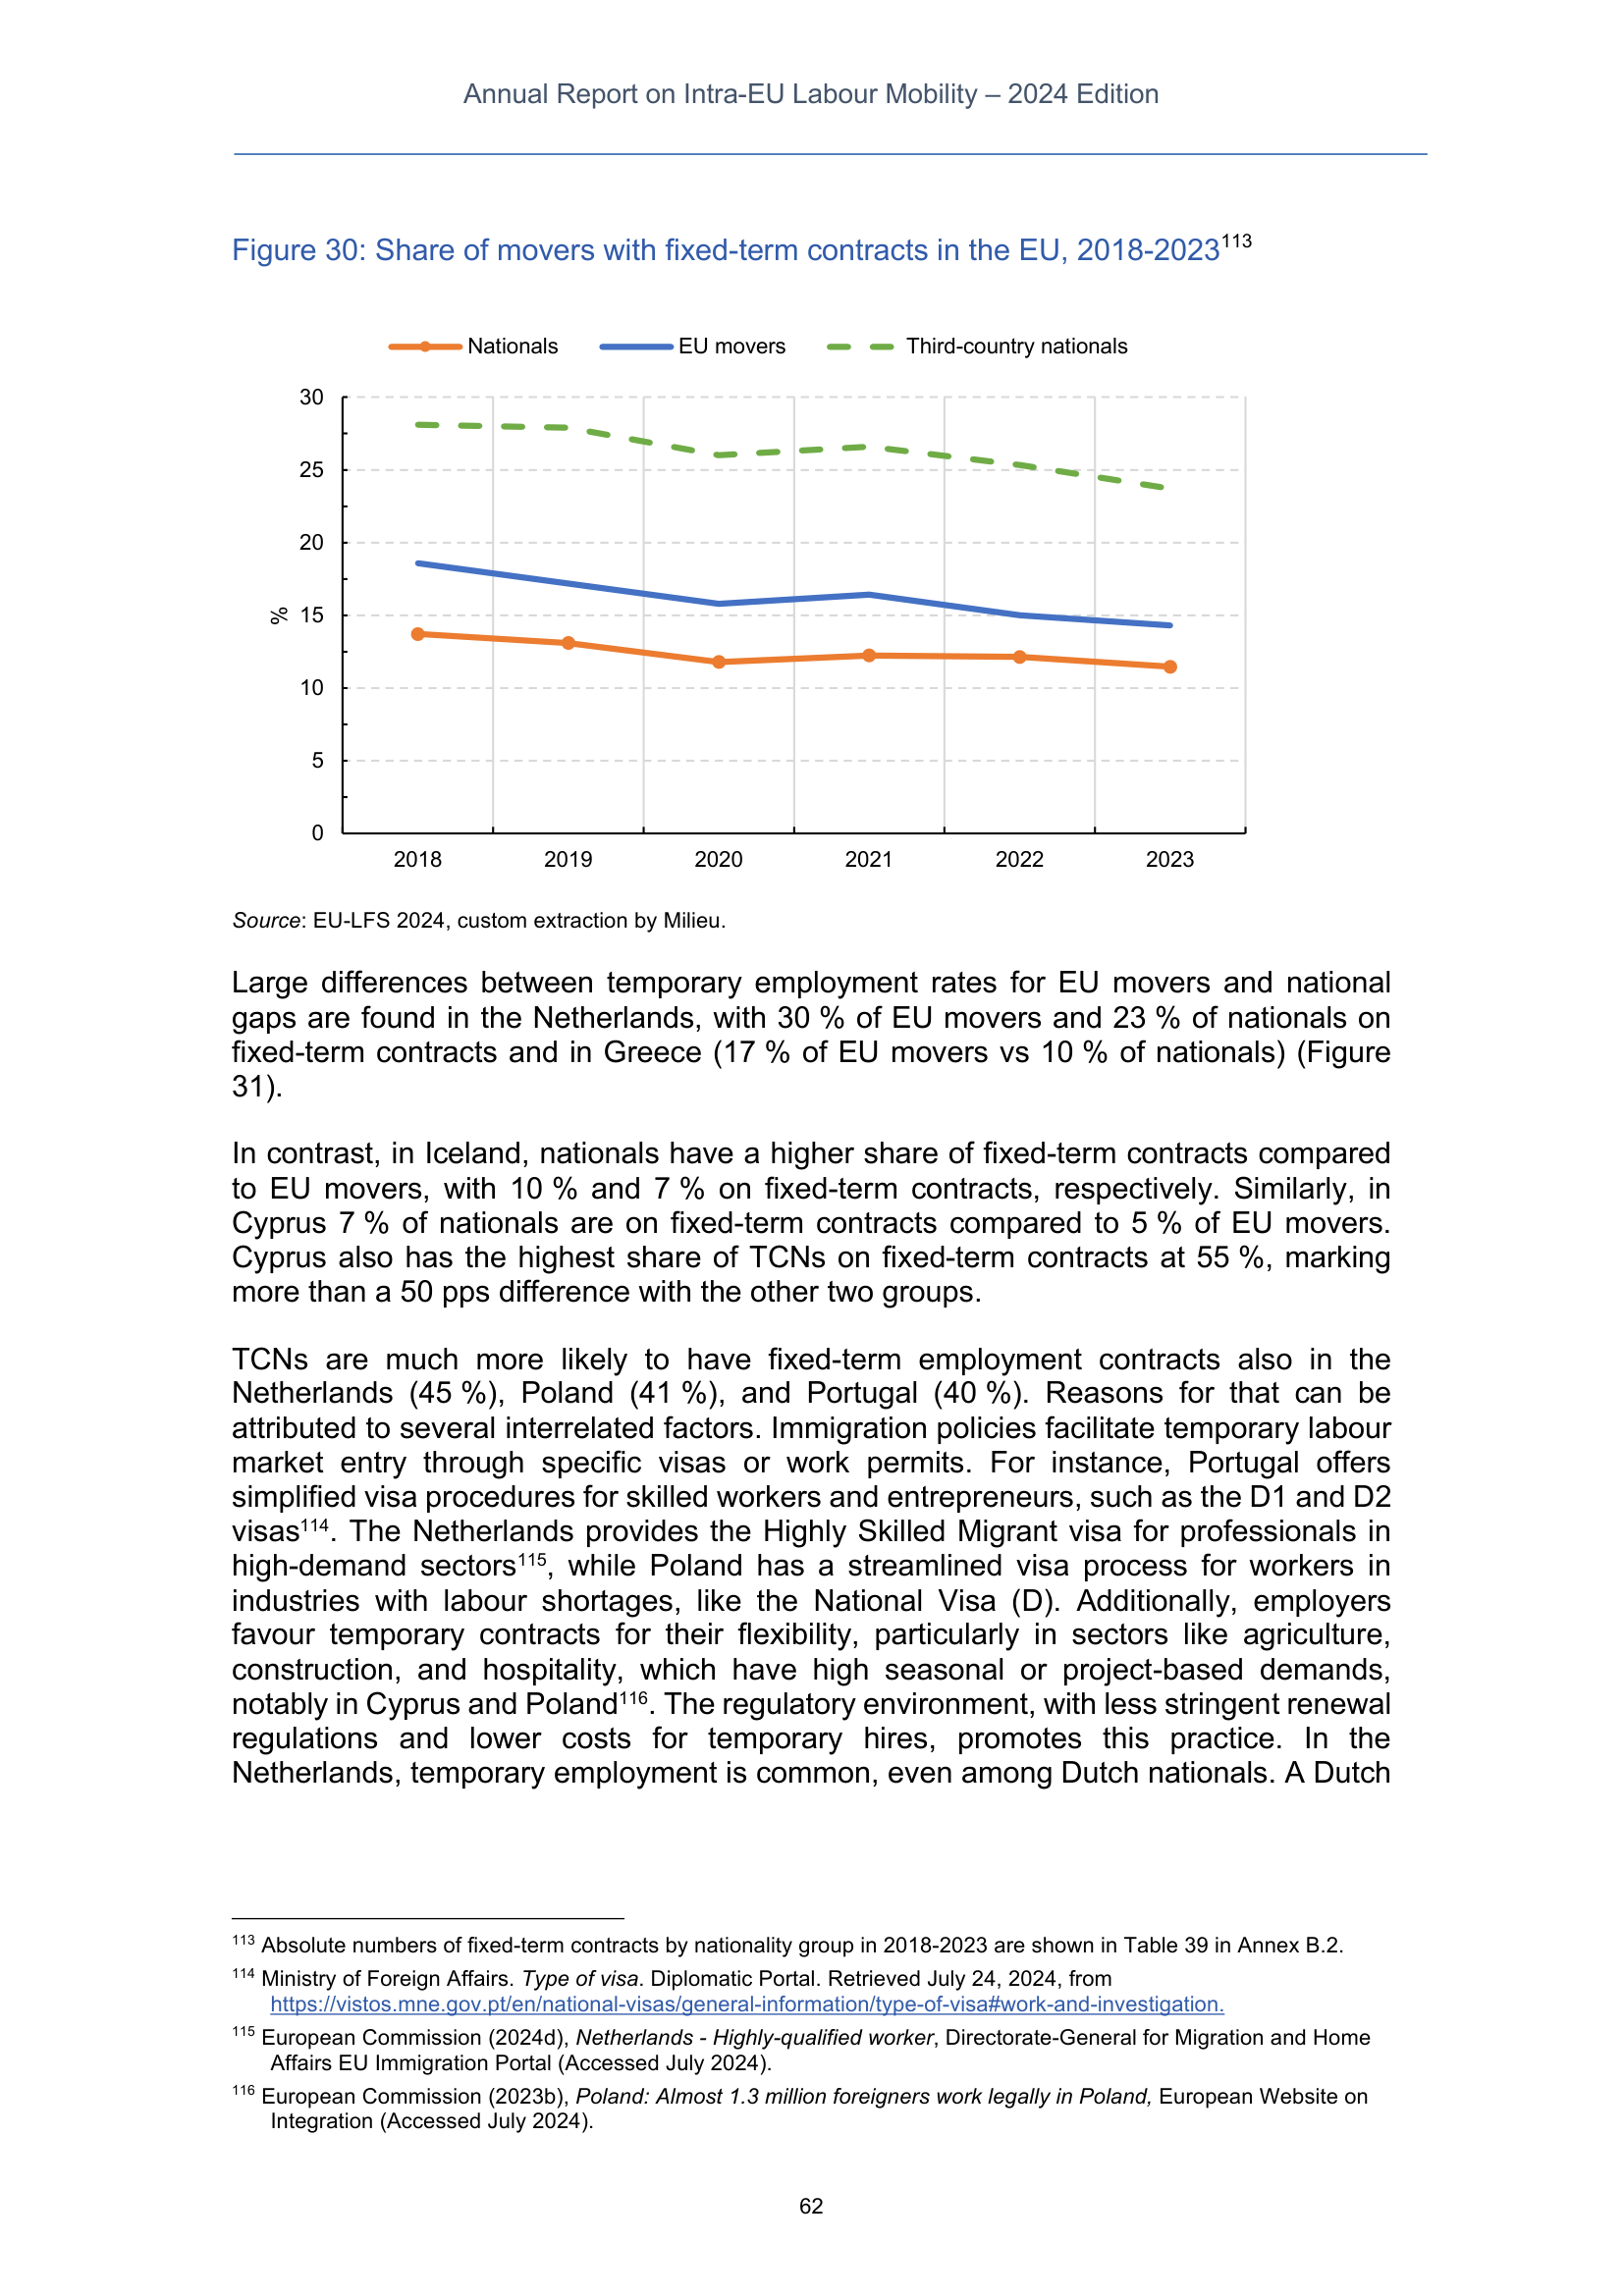 Annual Report on Intra-EU Labour Mobility – 2024 Edition
Figure 30: Share of movers with fixed-term contracts in the EU, 2018-2023113
Nationals
EU movers
Third-country nationals
30
25
20
15
10
5
0
%
2018
2019
2020
2021
2022
2023
Source: EU-LFS 2024, custom extraction by Milieu.
Large differences between temporary employment rates for EU movers and national
gaps are found in the Netherlands, with 30 % of EU movers and 23 % of nationals on
fixed-term contracts and in Greece (17 % of EU movers vs 10 % of nationals) (Figure
31).
In contrast, in Iceland, nationals have a higher share of fixed-term contracts compared
to EU movers, with 10 % and 7 % on fixed-term contracts, respectively. Similarly, in
Cyprus 7 % of nationals are on fixed-term contracts compared to 5 % of EU movers.
Cyprus also has the highest share of TCNs on fixed-term contracts at 55 %, marking
more than a 50 pps difference with the other two groups.
TCNs are much more likely to have fixed-term employment contracts also in the
Netherlands (45 %), Poland (41 %), and Portugal (40 %). Reasons for that can be
attributed to several interrelated factors. Immigration policies facilitate temporary labour
market entry through specific visas or work permits. For instance, Portugal offers
simplified visa procedures for skilled workers and entrepreneurs, such as the D1 and D2
visas114. The Netherlands provides the Highly Skilled Migrant visa for professionals in
high-demand sectors115, while Poland has a streamlined visa process for workers in
industries with labour shortages, like the National Visa (D). Additionally, employers
favour temporary contracts for their flexibility, particularly in sectors like agriculture,
construction, and hospitality, which have high seasonal or project-based demands,
notably in Cyprus and Poland116. The regulatory environment, with less stringent renewal
regulations and lower costs for temporary hires, promotes this practice. In the
Netherlands, temporary employment is common, even among Dutch nationals. A Dutch
113 Absolute numbers of fixed-term contracts by nationality group in 2018-2023 are shown in Table 39 in Annex B.2.
114 Ministry of Foreign Affairs. Type of visa. Diplomatic Portal. Retrieved July 24, 2024, from
https://vistos.mne.gov.pt/en/national-visas/general-information/type-of-visa#work-and-investigation.
115 European Commission (2024d), Netherlands - Highly-qualified worker, Directorate-General for Migration and Home
Affairs EU Immigration Portal (Accessed July 2024).
116 European Commission (2023b), Poland: Almost 1.3 million foreigners work legally in Poland, European Website on
Integration (Accessed July 2024).
62